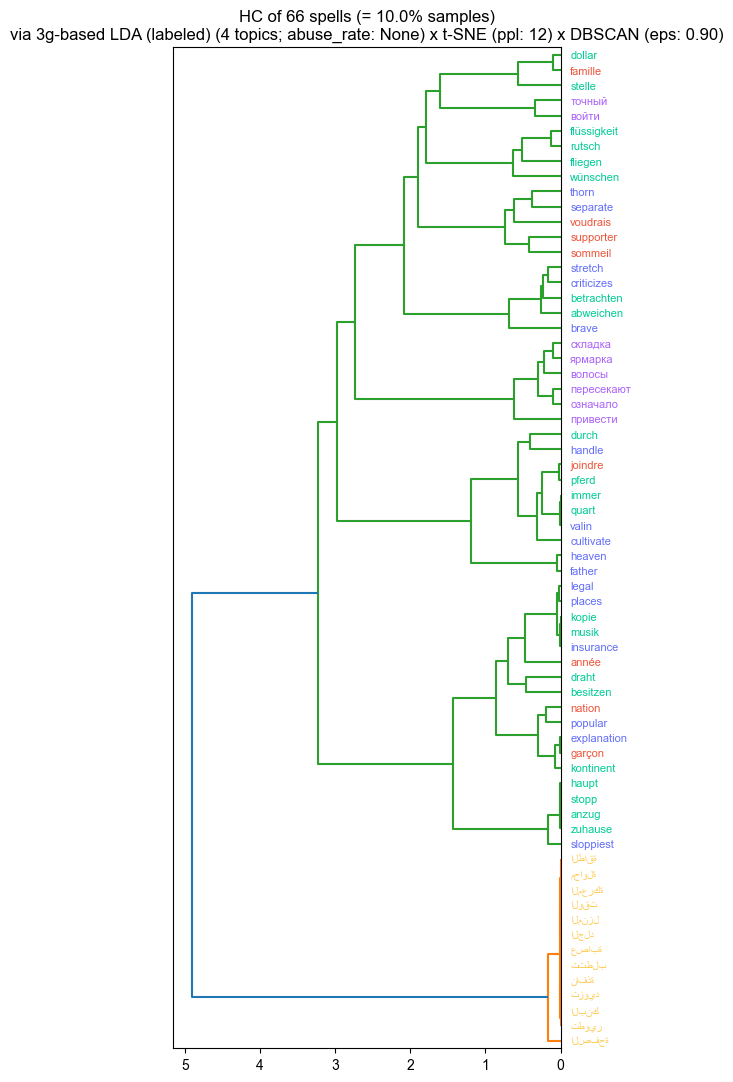 HC of 66 spells (= 10.0% samples)
via 3g-based LDA (labeled) (4 topics; abuse_rate: None) x t-SNE (ppl: 12) x DBSCAN (eps: 0.90)
dollar
famille
stelle
точный
войти
flüssigkeit
rutsch
fliegen
wünschen
thorn
separate
voudrais
supporter
sommeil
stretch
criticizes
betrachten
abweichen
brave
складка
ярмарка
волосы
пересекают
означало
привести
durch
handle
joindre
pferd
immer
quart
valin
cultivate
heaven
father
legal
places
kopie
musik
insurance
année
draht
besitzen
nation
popular
explanation
garçon
kontinent
haupt
stopp
anzug
zuhause
sloppiest
الطاقة
محاولة
المعركة
الوقت
المنزل
الجلد
عصابة
تتطلب
نافذة
تزويد
البنك
تطوير
الصفحة
5 4 3 2 1 0